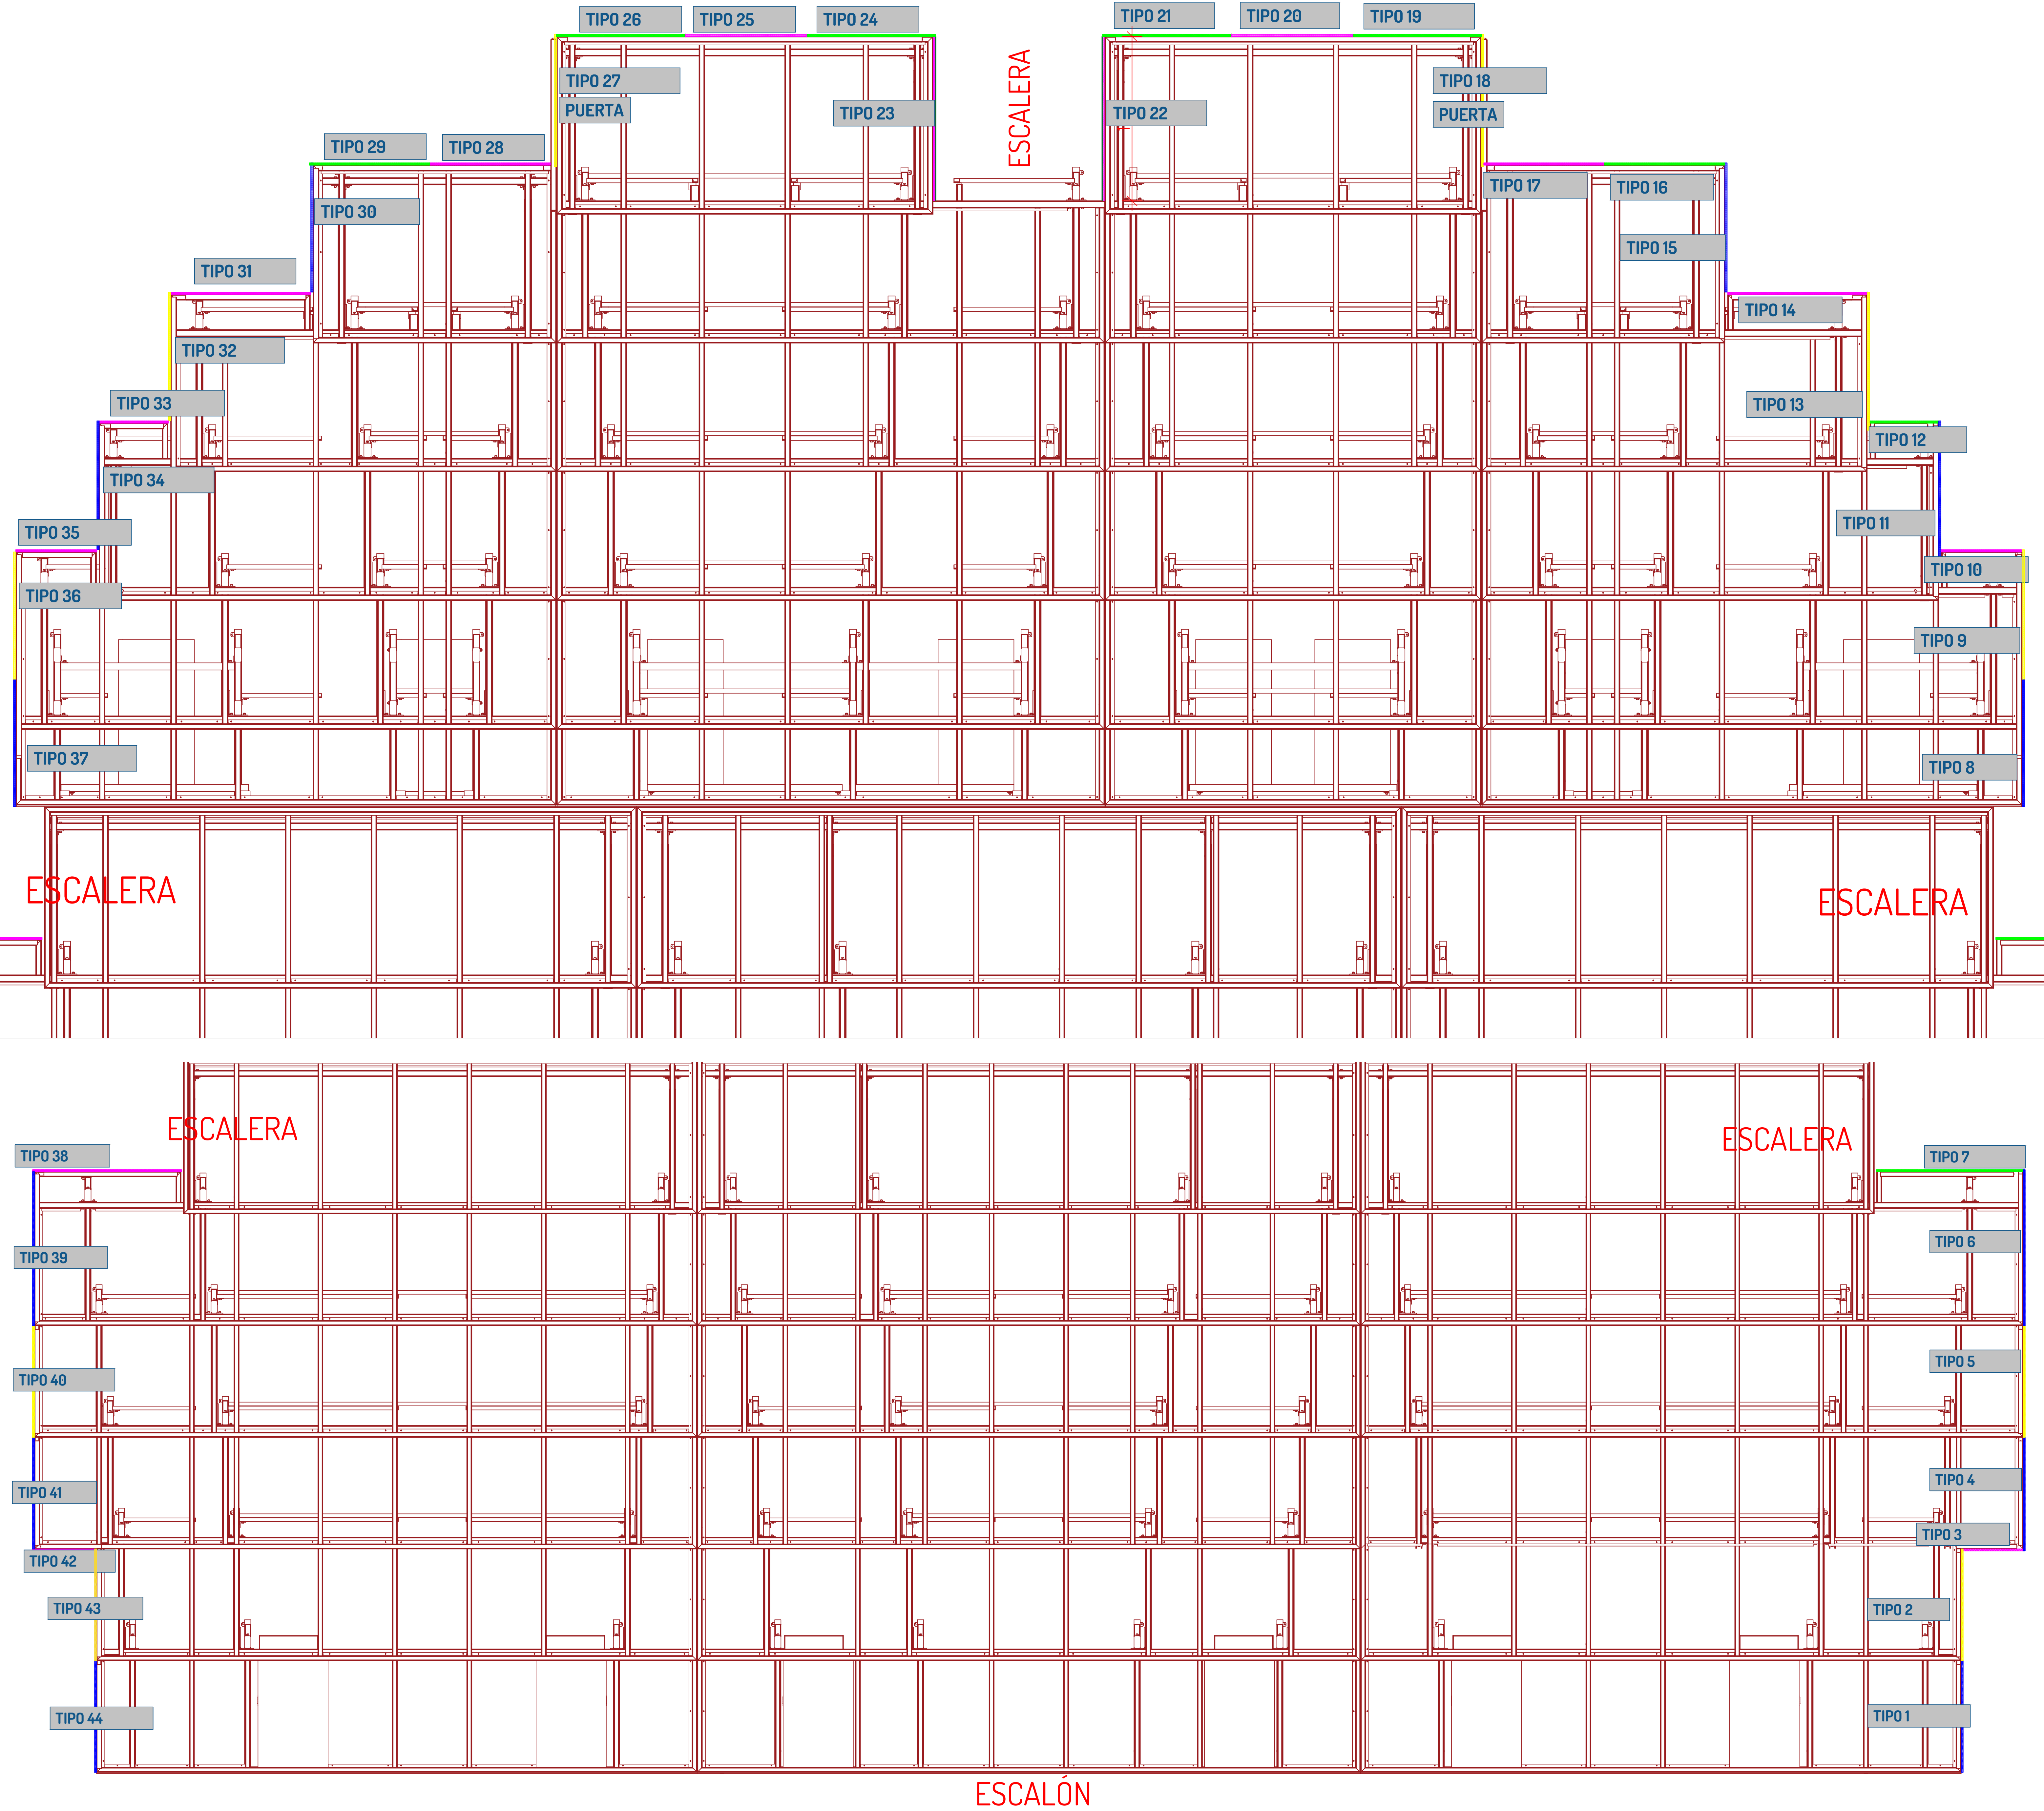 TIPO 26 TIPO 25 TIPO 24 TIPO 21 TIPO 20 TIPO 19
ESCALERA
TIPO 27 TIPO 18
PUERTA TIPO 23 TIPO 22 PUERTA
TIPO 29 TIPO 28
TIPO 17 TIPO 16
TIPO 30
TIPO 15
TIPO 31
TIPO 14
TIPO 32
TIPO 33 TIPO 13
TIPO 12
TIPO 34
TIPO 35 TIPO 11
TIPO 10
TIPO 36
TIPO 9
TIPO 37 TIPO 8
ESCALERA ESCALERA
ESCALERA ESCALERA
TIPO 38 TIPO 7
TIPO 39 TIPO 6
TIPO 40 TIPO 5
TIPO 41 TIPO 4
TIPO 3
TIPO 42
TIPO 43 TIPO 2
TIPO 44 TIPO 1
ESCALÓN